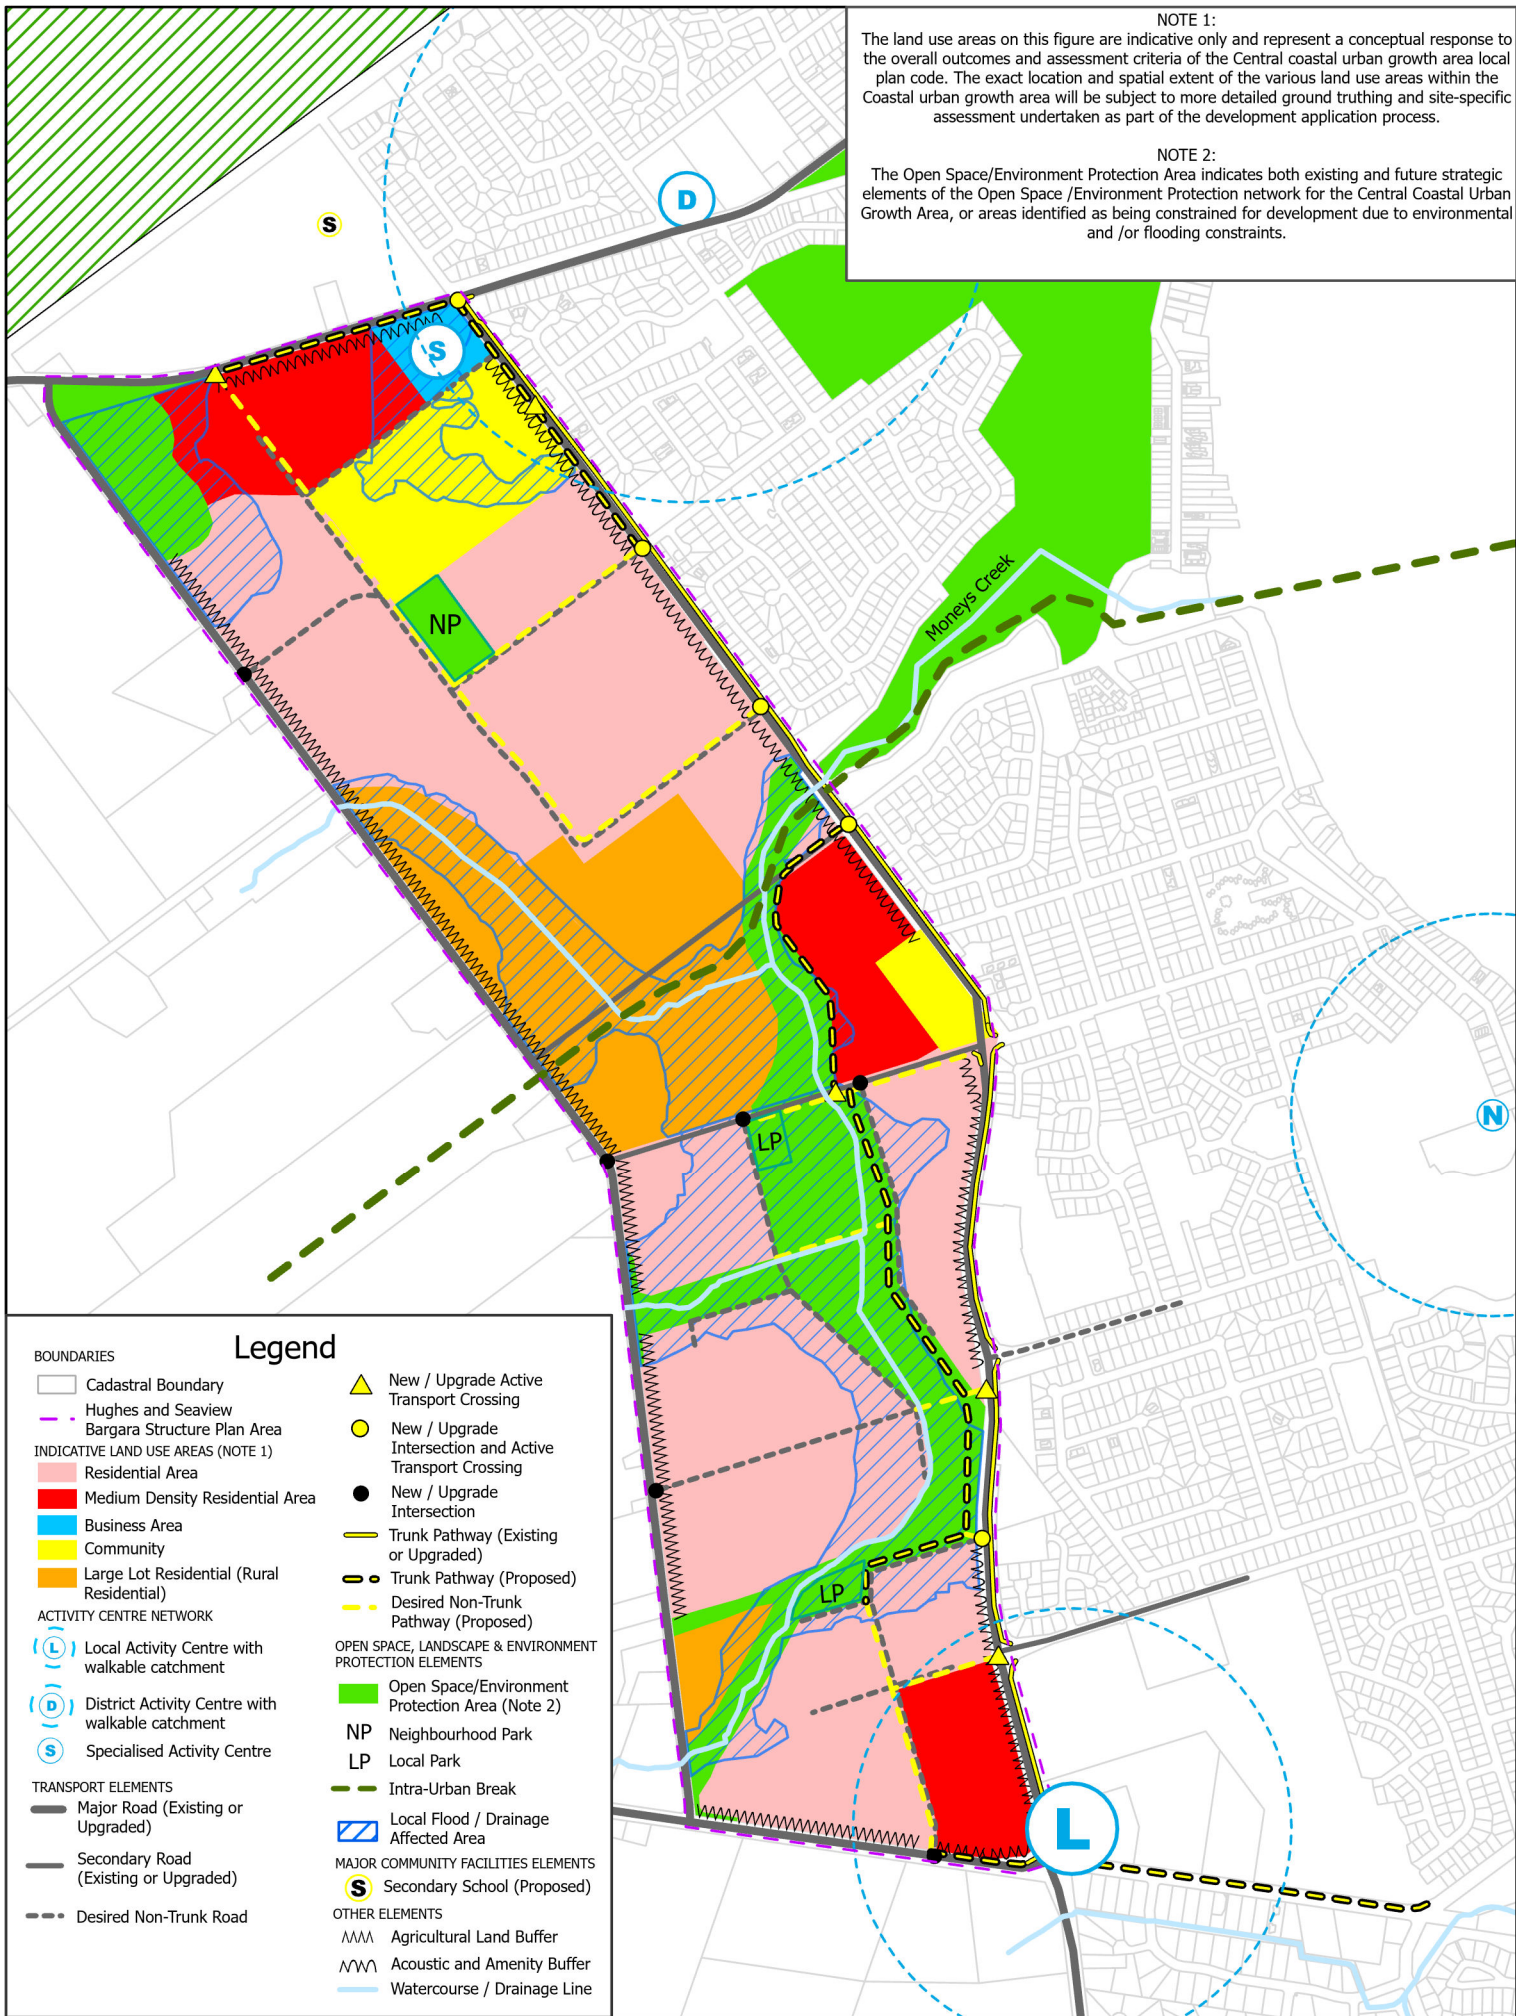 NOTE 1:
The land use areas on this figure are indicative only and represent a conceptual response to
the overall outcomes and assessment criteria of the Central coastal urban growth area local
plan code. The exact location and spatial extent of the various land use areas within the
Coastal urban growth area will be subject to more detailed ground truthing and site-specific
assessment undertaken as part of the development application process.
NOTE 2:
The Open Space/Environment Protection Area indicates both existing and future strategic
elements of the Open Space /Environment Protection network for the Central Coastal Urban
Growth Area, or areas identified as being constrained for development due to environmental
and /or flooding constraints.
D
S
S
NP
Moneys Creek
N
LP
LP
L
Legend
BOUNDARIES
Cadastral Boundary
Hughes and Seaview
Bargara Structure Plan Area
INDICATIVE LAND USE AREAS (NOTE 1)
Residential Area
Medium Density Residential Area
Business Area
Community
Large Lot Residential (Rural
Residential)
ACTIVITY CENTRE NETWORK
L
Local Activity Centre with
walkable catchment
D
District Activity Centre with
walkable catchment
S
Specialised Activity Centre
TRANSPORT ELEMENTS
Major Road (Existing or
Upgraded)
Secondary Road
(Existing or Upgraded)
Desired Non-Trunk Road
New / Upgrade Active
Transport Crossing
New / Upgrade
Intersection and Active
Transport Crossing
New / Upgrade
Intersection
Trunk Pathway (Existing
or Upgraded)
Trunk Pathway (Proposed)
Desired Non-Trunk
Pathway (Proposed)
OPEN SPACE, LANDSCAPE & ENVIRONMENT
PROTECTION ELEMENTS
Open Space/Environment
Protection Area (Note 2)
NP Neighbourhood Park
LP Local Park
Intra-Urban Break
Local Flood / Drainage
Affected Area
MAJOR COMMUNITY FACILITIES ELEMENTS
S Secondary School (Proposed)
OTHER ELEMENTS
Agricultural Land Buffer
Acoustic and Amenity Buffer
Watercourse / Drainage Line